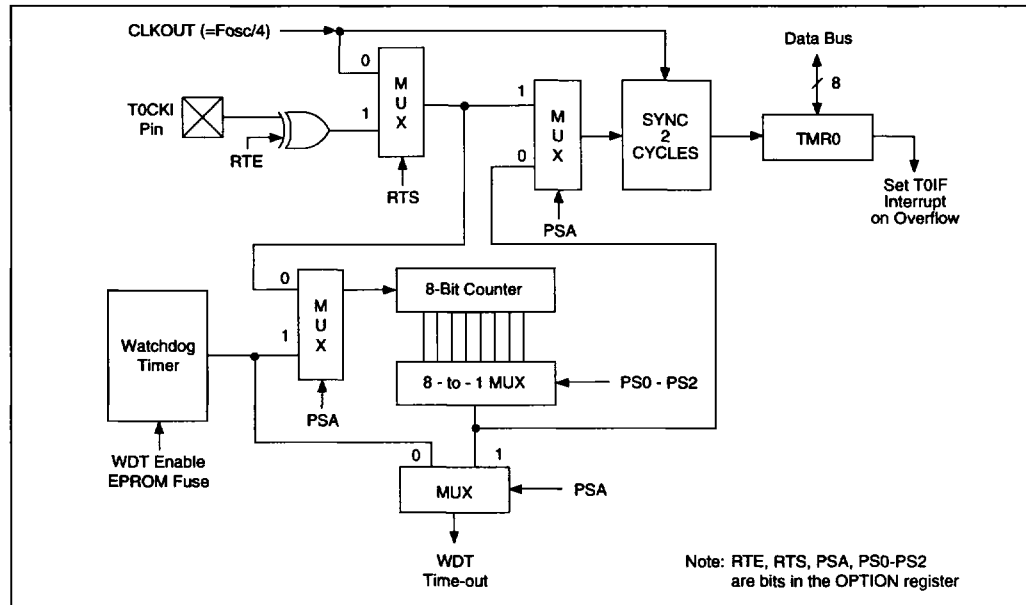 CLKOUT (=Fosc/4)
Data Bus
8
0
T0CKI
Pin
1
RTE
M
U
X
RTS
1
0
M
U
X
PSA
SYNC
2
CYCLES
TMR0
Set T0IF
Interrupt
on Overflow
0
1
M
U
X
PSA
8-Bit Counter
Watchdog
Timer
8 - to - 1 MUX
PS0 - PS2
WDT Enable
EPROM Fuse
0
1
MUX
PSA
WDT
Time-out
Note: RTE, RTS, PSA, PS0-PS2
are bits in the OPTION register